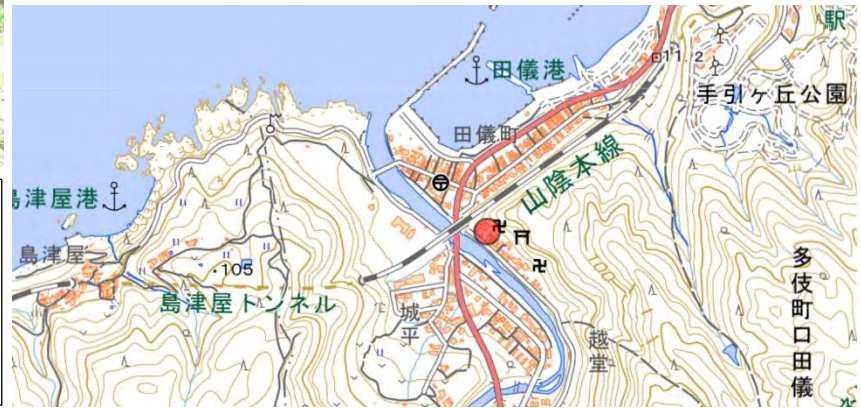 駅
11.2
田儀港
手引ヶ丘公園
田儀町
山陰本線
島津屋港
島津屋
105
島津屋トンネル
城平
越堂
多伎町口田儀